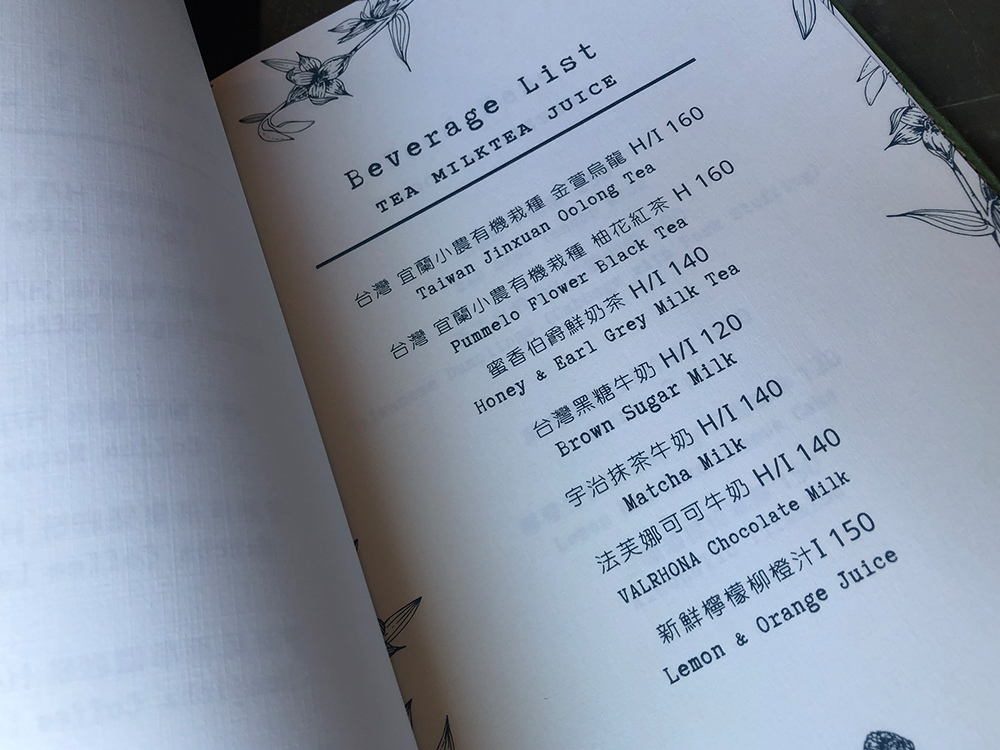 Beverage List
TEA MILKTEA JUICE
台灣 宜蘭小農有機栽種 金萱烏龍 H/I 160
Taiwan Jinxuan Oolong Tea
台灣 宜蘭小農有機栽種 柚花紅茶 H 160
Pummelo Flower Black Tea
蜜香伯爵鮮奶茶 H/I 140
Honey & Earl Grey Milk Tea
台灣黑糖牛奶 H/I 120
Brown Sugar Milk
宇治抹茶牛奶 H/I 140
Matcha Milk
法芙娜可可牛奶 H/I 140
VALRHONA Chocolate Milk
新鮮檸檬柳橙汁 I 150
Lemon & Orange Juice